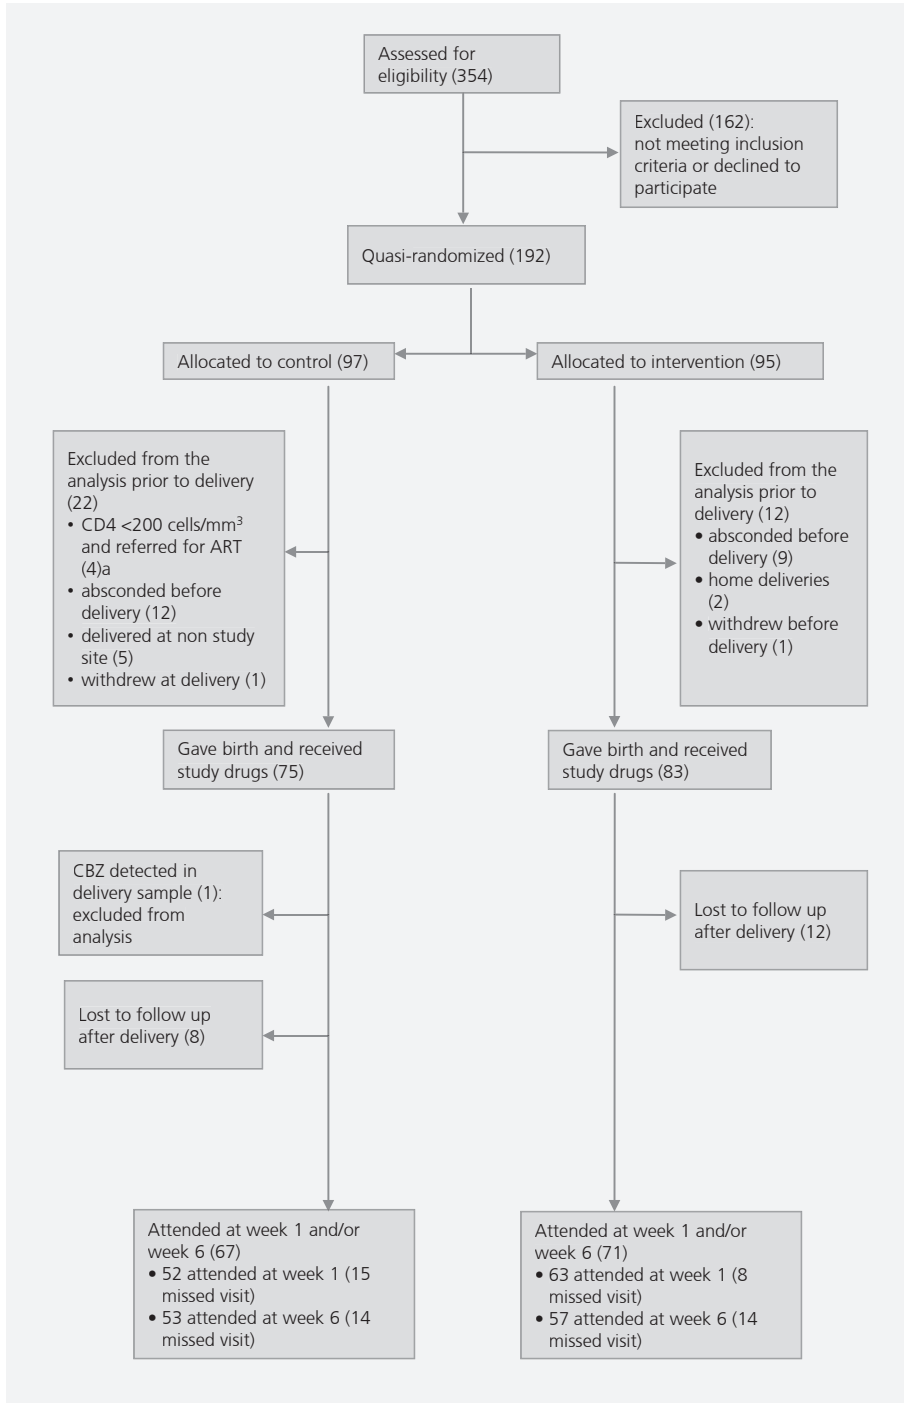 Assessed for
eligibility (354)
Excluded (162):
not meeting inclusion
criteria or declined to
participate
Quasi-randomized (192)
Allocated to control (97)
Allocated to intervention (95)
Excluded from the
analysis prior to delivery
(22)
• CD4 <200 cells/mm³
and referred for ART
(4)a
• absconded before
delivery (12)
• delivered at non study
site (5)
• withdrew at delivery (1)
Excluded from the
analysis prior to
delivery (12)
• absconded before
delivery (9)
• home deliveries
(2)
• withdrew before
delivery (1)
Gave birth and received
study drugs (75)
Gave birth and received
study drugs (83)
CBZ detected in
delivery sample (1):
excluded from
analysis
Lost to follow up
after delivery (12)
Lost to follow up
after delivery (8)
Attended at week 1 and/or
week 6 (67)
• 52 attended at week 1 (15
missed visit)
• 53 attended at week 6 (14
missed visit)
Attended at week 1 and/or
week 6 (71)
• 63 attended at week 1 (8
missed visit)
• 57 attended at week 6 (14
missed visit)